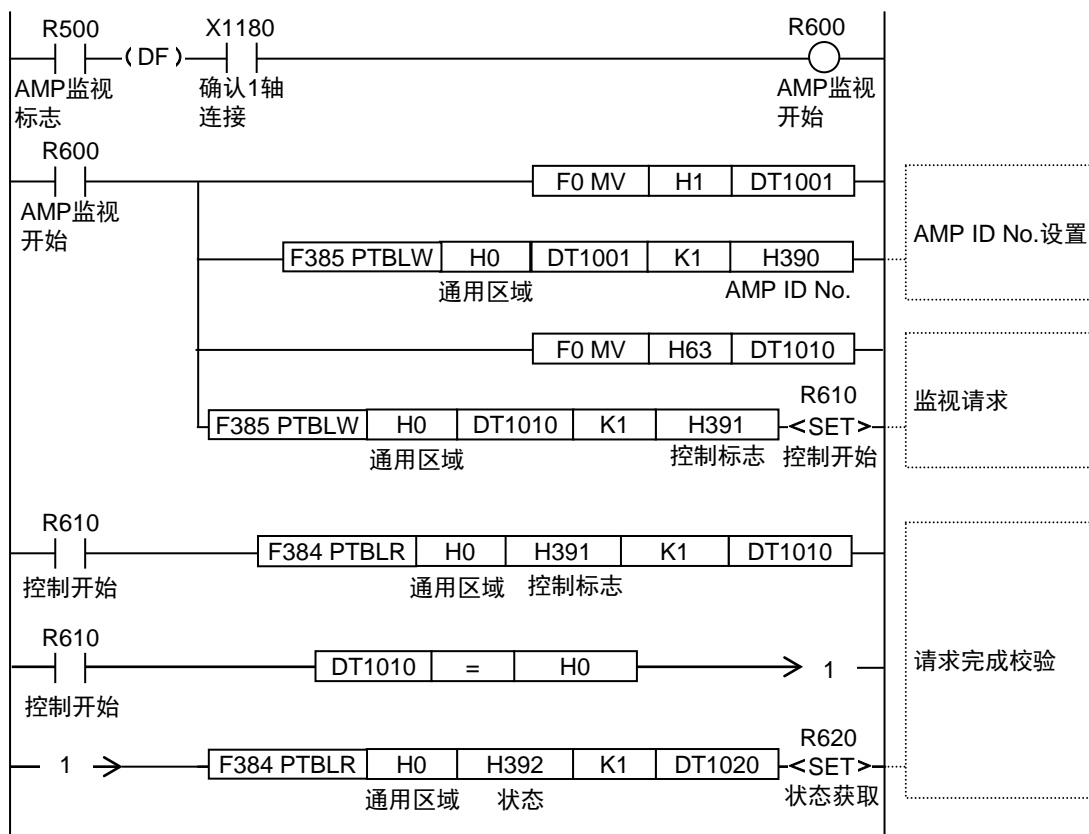 R500 X1180 R600
( DF )
AMP监视 确认1轴 AMP监视
标志 连接 开始
R600
F0 MV H1 DT1001
AMP监视
开始
AMP ID No.设置
F385 PTBLW H0 DT1001 K1 H390
通用区域 AMP ID No.
F0 MV H63 DT1010
监视请求
R610
F385 PTBLW H0 DT1010 K1 H391 <SET>
通用区域 控制标志 控制开始
R610
F384 PTBLR H0 H391 K1 DT1010
控制开始 通用区域 控制标志
R610
DT1010 = H0 1
请求完成校验
控制开始
R620
1 F384 PTBLR H0 H392 K1 DT1020 <SET>
通用区域 状态 状态获取